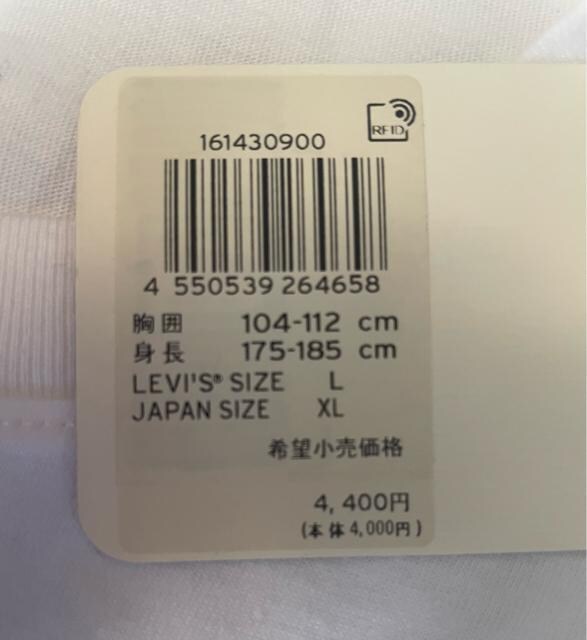 RFID
161430900
4 550539 264658
胸囲 104-112 cm
身長 175-185 cm
LEVI'S® SIZE L
JAPAN SIZE XL
希望小売価格
4,400円
(本体4,000円)